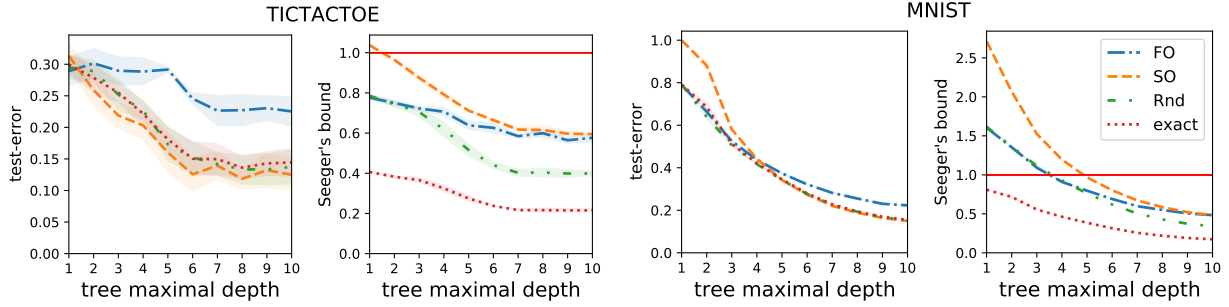 TICTACTOE
test-error
0.30
0.25
0.20
0.15
0.10
0.05
0.00
1 2 3 4 5 6 7 8 9 10
tree maximal depth
Seeger's bound
1.0
0.8
0.6
0.4
0.2
0.0
1 2 3 4 5 6 7 8 9 10
tree maximal depth
MNIST
test-error
1.0
0.8
0.6
0.4
0.2
0.0
1 2 3 4 5 6 7 8 9 10
tree maximal depth
Seeger's bound
2.5
2.0
1.5
1.0
0.5
0.0
1 2 3 4 5 6 7 8 9 10
tree maximal depth
FO
SO
Rnd
exact